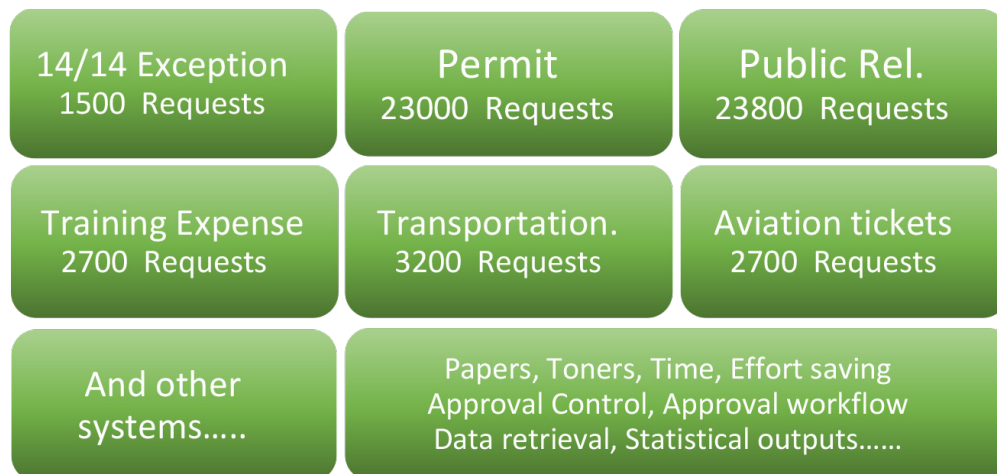 14/14 Exception
1500 Requests
Permit
23000 Requests
Public Rel.
23800 Requests
Training Expense
2700 Requests
Transportation.
3200 Requests
Aviation tickets
2700 Requests
And other
systems.....
Papers, Toners, Time, Effort saving
Approval Control, Approval workflow
Data retrieval, Statistical outputs......